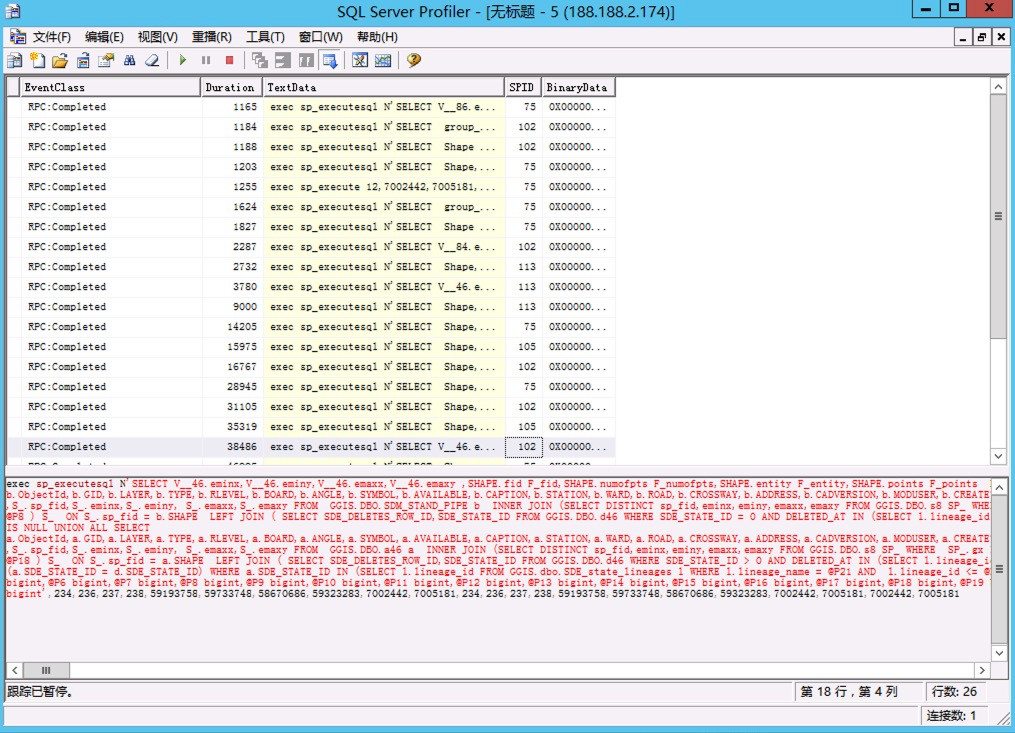 SQL Server Profiler - [无标题 - 5 (188.188.2.174)]
文件(F) 编辑(E) 视图(V) 重播(R) 工具(T) 窗口(W) 帮助(H)
EventClass Duration TextData SPID BinaryData
RPC:Completed 1165 exec sp_executesql N'SELECT V__86.e... 75 0X00000...
RPC:Completed 1184 exec sp_executesql N'SELECT group_... 102 0X00000...
RPC:Completed 1188 exec sp_executesql N'SELECT Shape ... 102 0X00000...
RPC:Completed 1203 exec sp_executesql N'SELECT Shape,... 75 0X00000...
RPC:Completed 1255 exec sp_execute 12,7002442,7005181,... 75 0X00000...
RPC:Completed 1624 exec sp_executesql N'SELECT group_... 75 0X00000...
RPC:Completed 1827 exec sp_executesql N'SELECT Shape ... 75 0X00000...
RPC:Completed 2287 exec sp_executesql N'SELECT V__84.e... 102 0X00000...
RPC:Completed 2732 exec sp_executesql N'SELECT Shape,... 113 0X00000...
RPC:Completed 3780 exec sp_executesql N'SELECT V__46.e... 113 0X00000...
RPC:Completed 9000 exec sp_executesql N'SELECT Shape,... 113 0X00000...
RPC:Completed 14205 exec sp_executesql N'SELECT Shape,... 75 0X00000...
RPC:Completed 15975 exec sp_executesql N'SELECT Shape,... 105 0X00000...
RPC:Completed 16767 exec sp_executesql N'SELECT Shape,... 102 0X00000...
RPC:Completed 28945 exec sp_executesql N'SELECT Shape,... 75 0X00000...
RPC:Completed 31105 exec sp_executesql N'SELECT Shape,... 102 0X00000...
RPC:Completed 35319 exec sp_executesql N'SELECT Shape,... 105 0X00000...
RPC:Completed 38486 exec sp_executesql N'SELECT V__46.e... 102 0X00000...
exec sp_executesql N'SELECT V__46.eminx,V__46.eminy,V__46.emaxx,V__46.emaxy ,SHAPE.fid F_fid,SHAPE.numofpts F_numofpts,SHAPE.entity F_entity,SHAPE.points F_points
b.ObjectId,b.GID,b.LAYER,b.TYPE,b.RLEVEL,b.BOARD,b.ANGLE,b.SYMBOL,b.AVAILABLE,b.CAPTION,b.STATION,b.WARD,b.ROAD,b.CROSSWAY,b.ADDRESS,b.CADVERSION,b.MODUSER,b.CREATE
,S_.sp_fid,S_.eminx,S_.eminy, S_.emaxx,S_.emaxy FROM GGIS.DBO.SDM_STAND_PIPE b INNER JOIN (SELECT DISTINCT sp_fid,eminx,eminy,emaxx,emaxy FROM GGIS.DBO.s8 SP_ WHE
@P8 ) S_ ON S_.sp_fid = b.SHAPE LEFT JOIN ( SELECT SDE_DELETES_ROW_ID,SDE_STATE_ID FROM GGIS.DBO.d46 WHERE SDE_STATE_ID = 0 AND DELETED_AT IN (SELECT l.lineage_id
IS NULL UNION ALL SELECT
a.ObjectId,a.GID,a.LAYER,a.TYPE,a.RLEVEL,a.BOARD,a.ANGLE,a.SYMBOL,a.AVAILABLE,a.CAPTION,a.STATION,a.WARD,a.ROAD,a.CROSSWAY,a.ADDRESS,a.CADVERSION,a.MODUSER,a.CREATE
,S_.sp_fid,S_.eminx,S_.eminy, S_.emaxx,S_.emaxy FROM GGIS.DBO.a46 a INNER JOIN (SELECT DISTINCT sp_fid,eminx,eminy,emaxx,emaxy FROM GGIS.DBO.s8 SP_ WHERE SP_.gx
@P18 ) S_ ON S_.sp_fid = a.SHAPE LEFT JOIN ( SELECT SDE_DELETES_ROW_ID,SDE_STATE_ID FROM GGIS.DBO.d46 WHERE SDE_STATE_ID > 0 AND DELETED_AT IN (SELECT l.lineage_i
(a.SDE_STATE_ID = d.SDE_STATE_ID) WHERE a.SDE_STATE_ID IN (SELECT l.lineage_id FROM GGIS.dbo.SDE_state_lineages l WHERE l.lineage_name = @P21 AND l.lineage_id <= @
bigint,@P6 bigint,@P7 bigint,@P8 bigint,@P9 bigint,@P10 bigint,@P11 bigint,@P12 bigint,@P13 bigint,@P14 bigint,@P15 bigint,@P16 bigint,@P17 bigint,@P18 bigint,@P19
bigint',234,236,237,238,59193758,59733748,58670686,59323283,7002442,7005181,234,236,237,238,59193758,59733748,58670686,59323283,7002442,7005181,7002442,7005181
跟踪已暂停。 第 18 行，第 4 列 行数: 26
连接数: 1